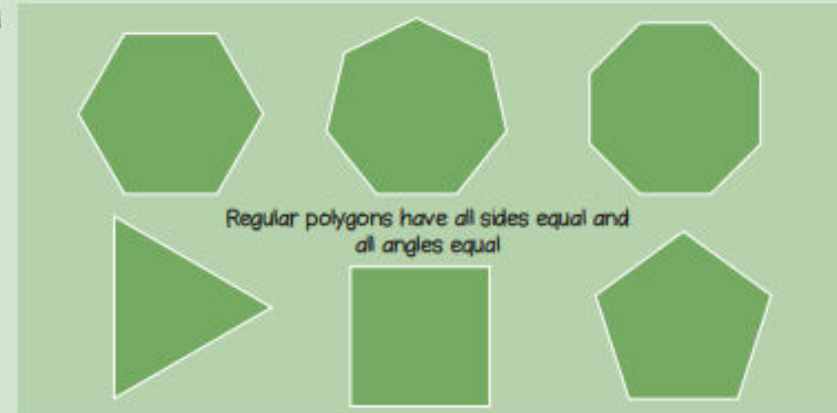 Regular polygons have all sides equal and
all angles equal